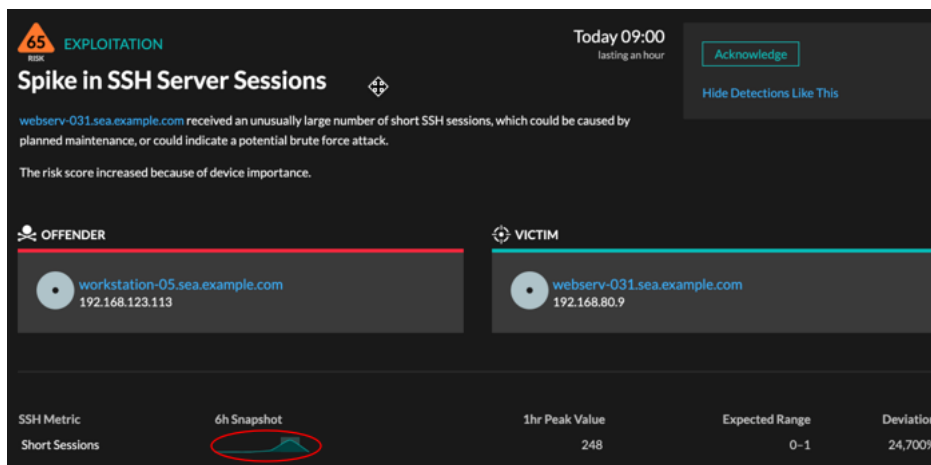 65 EXPLOITATION
RISK
Spike in SSH Server Sessions
Today 09:00
lasting an hour
Acknowledge
Hide Detections Like This
webserv-031.sea.example.com received an unusually large number of short SSH sessions, which could be caused by
planned maintenance, or could indicate a potential brute force attack.
The risk score increased because of device importance.
OFFENDER
workstation-05.sea.example.com
192.168.123.113
VICTIM
webserv-031.sea.example.com
192.168.80.9
SSH Metric 6h Snapshot 1hr Peak Value Expected Range Deviation
Short Sessions 248 0–1 24,700%